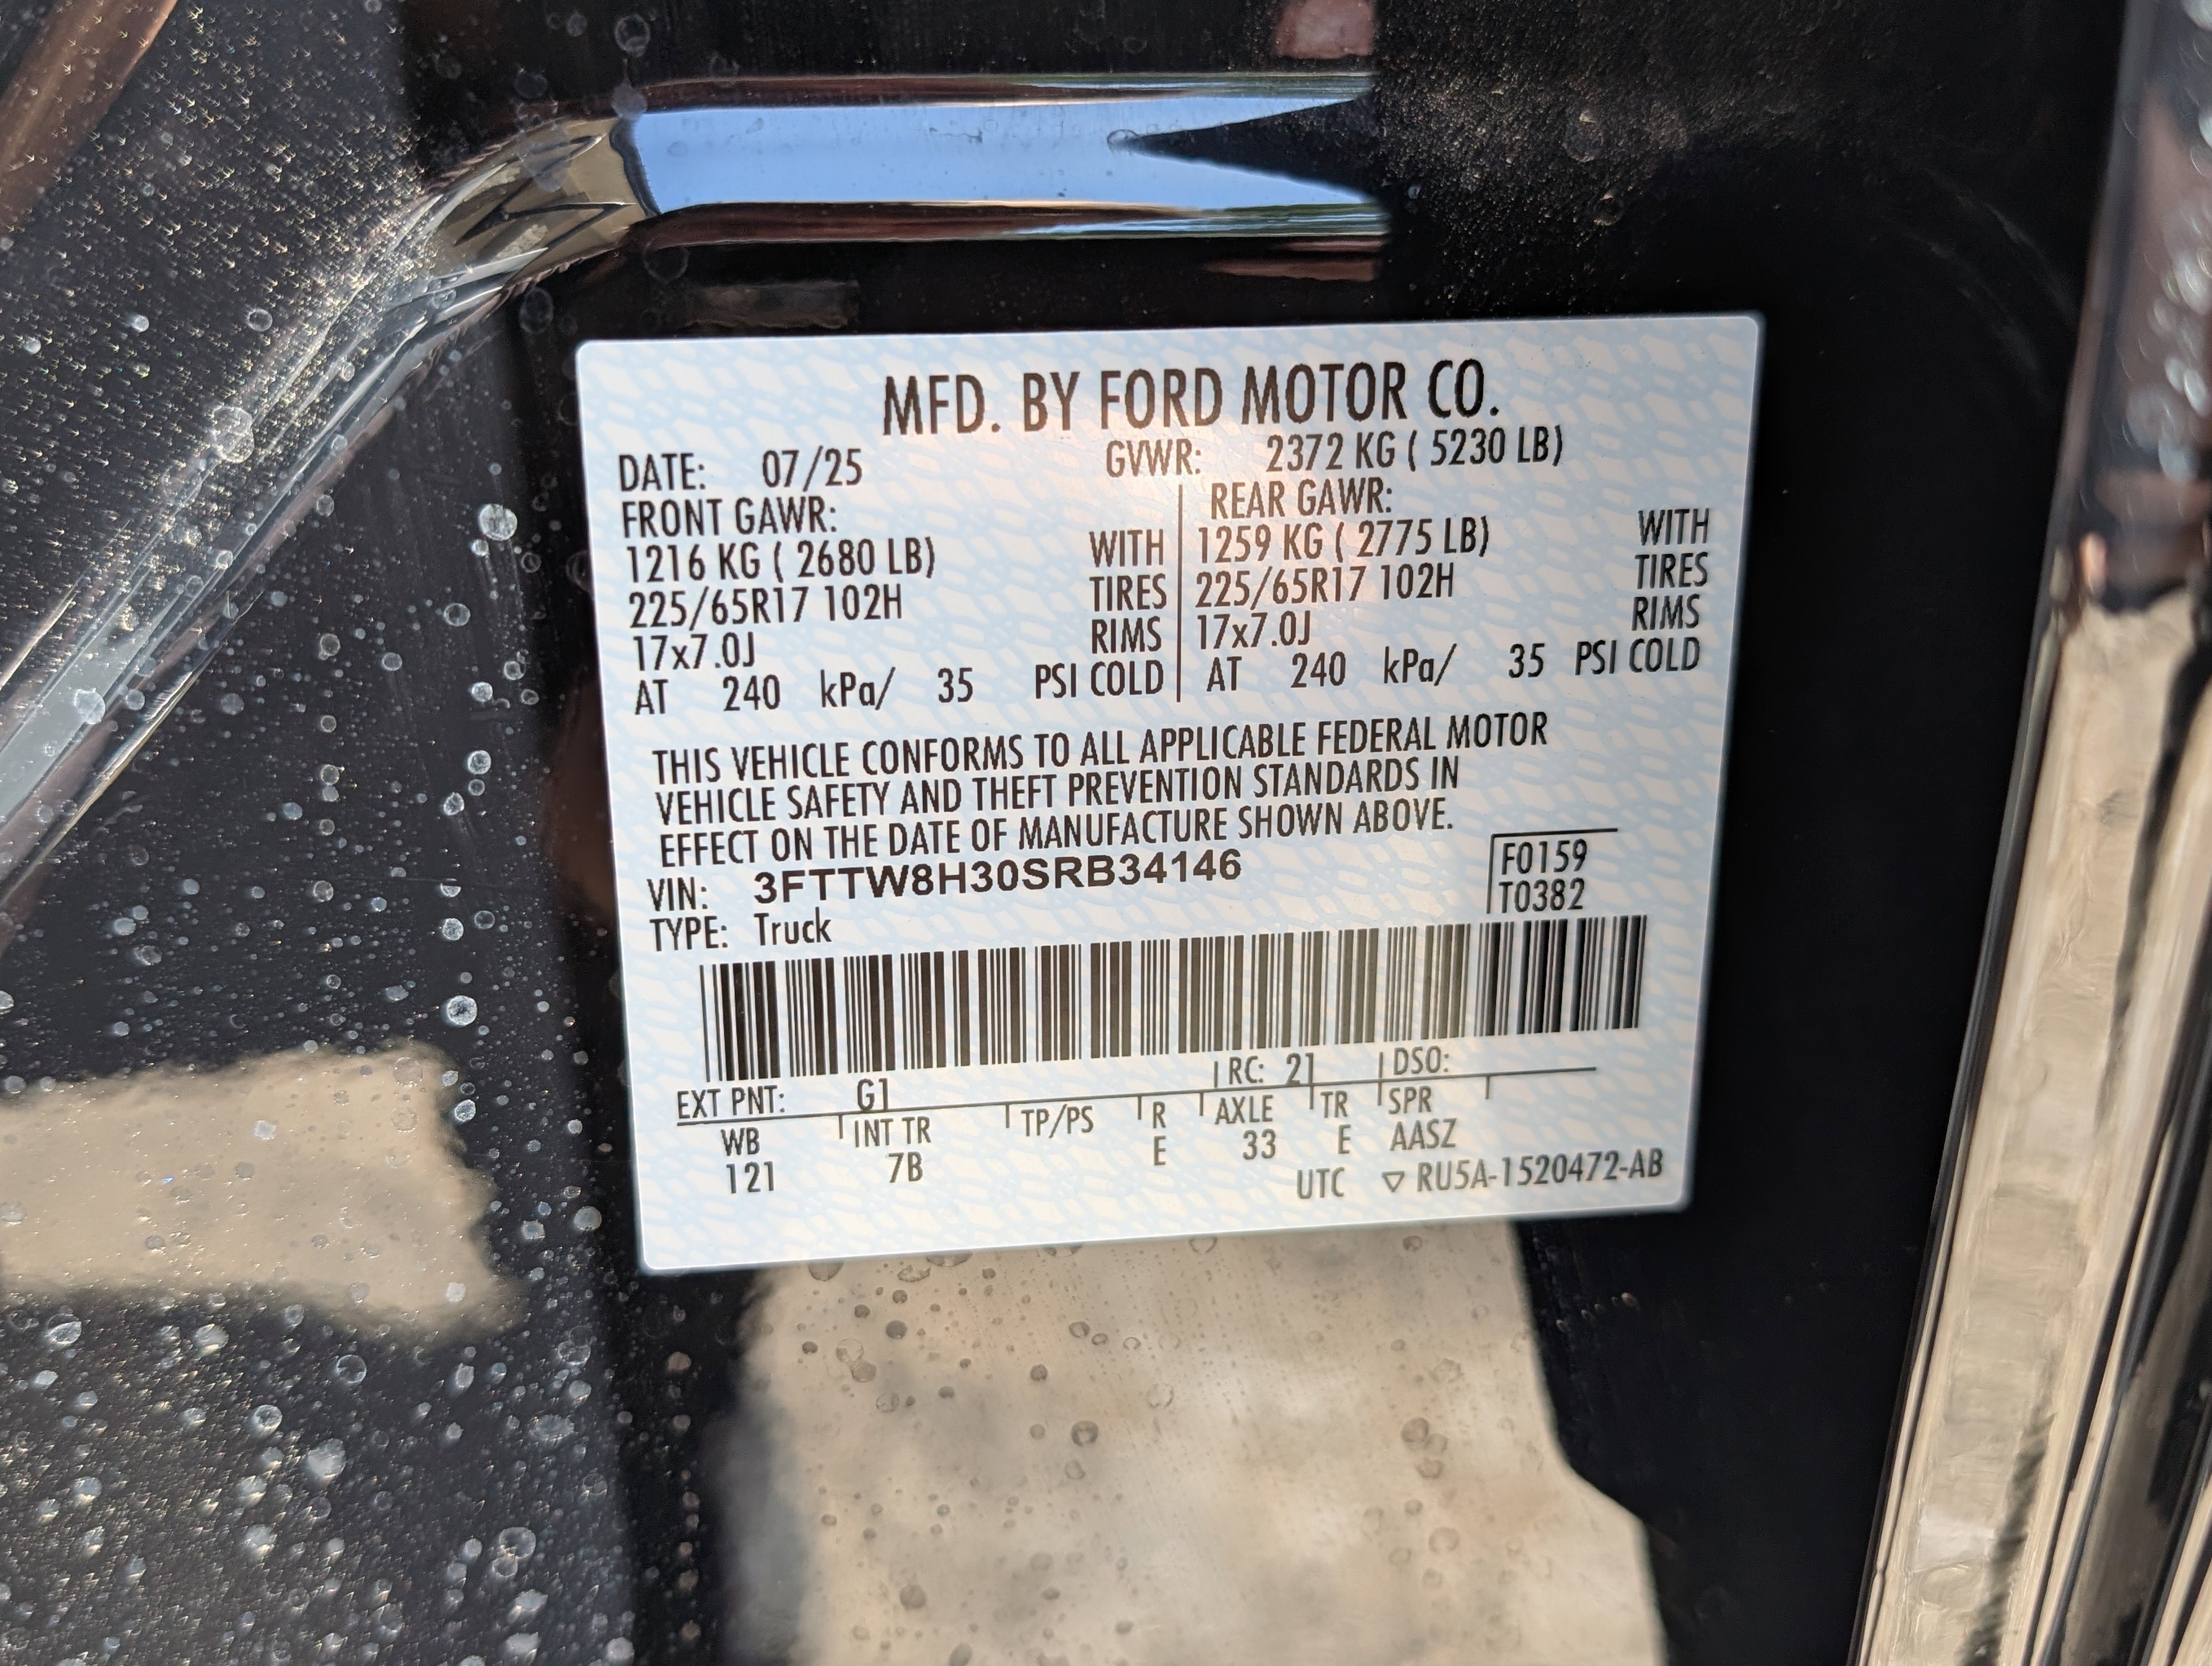 MFD. BY FORD MOTOR CO.
DATE: 07/25 GVWR: 2372 KG ( 5230 LB)
FRONT GAWR: REAR GAWR:
1216 KG ( 2680 LB) WITH 1259 KG ( 2775 LB) WITH
225/65R17 102H TIRES 225/65R17 102H TIRES
17x7.0J RIMS 17x7.0J RIMS
AT 240 kPa/ 35 PSI COLD AT 240 kPa/ 35 PSI COLD
THIS VEHICLE CONFORMS TO ALL APPLICABLE FEDERAL MOTOR
VEHICLE SAFETY AND THEFT PREVENTION STANDARDS IN
EFFECT ON THE DATE OF MANUFACTURE SHOWN ABOVE.
VIN: 3FTTW8H30SRB34146 F0159
TYPE: Truck T0382
EXT PNT: G1 RC: 21 DSO:
WB INT TR TP/PS R AXLE TR SPR
121 7B E 33 E AASZ
UTC ▽ RU5A-1520472-AB